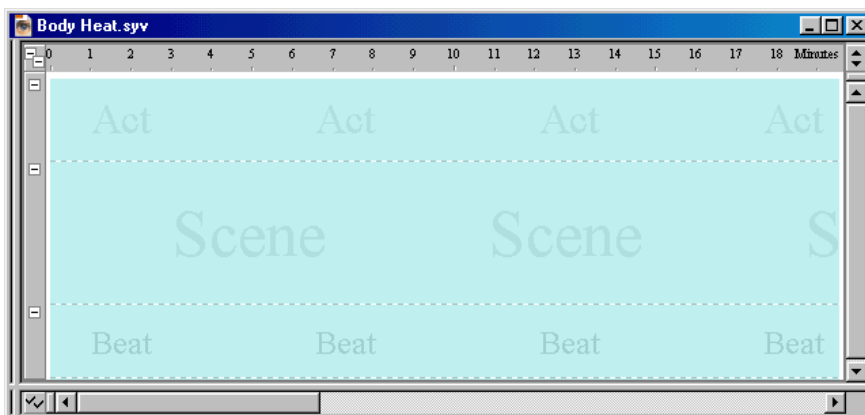 Body Heat.syv
0 1 2 3 4 5 6 7 8 9 10 11 12 13 14 15 16 17 18 Minutes
Act Act Act Act
Scene Scene S
Beat Beat Beat Beat